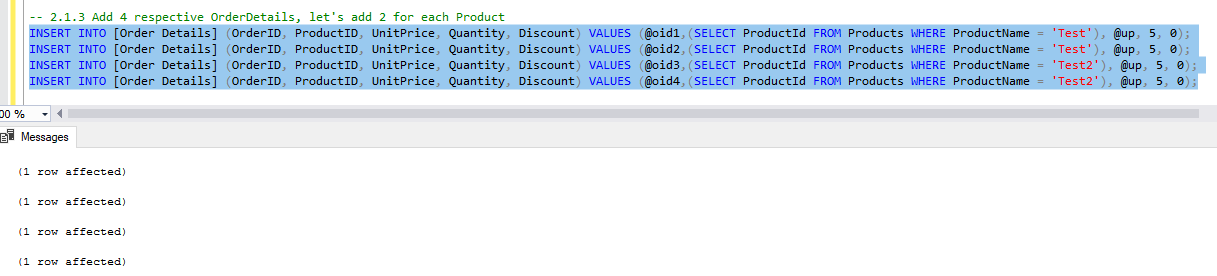 -- 2.1.3 Add 4 respective OrderDetails, let's add 2 for each Product
INSERT INTO [Order Details] (OrderID, ProductID, UnitPrice, Quantity, Discount) VALUES (@oid1,(SELECT ProductId FROM Products WHERE ProductName = 'Test'), @up, 5, 0);
INSERT INTO [Order Details] (OrderID, ProductID, UnitPrice, Quantity, Discount) VALUES (@oid2,(SELECT ProductId FROM Products WHERE ProductName = 'Test'), @up, 5, 0);
INSERT INTO [Order Details] (OrderID, ProductID, UnitPrice, Quantity, Discount) VALUES (@oid3,(SELECT ProductId FROM Products WHERE ProductName = 'Test2'), @up, 5, 0);
INSERT INTO [Order Details] (OrderID, ProductID, UnitPrice, Quantity, Discount) VALUES (@oid4,(SELECT ProductId FROM Products WHERE ProductName = 'Test2'), @up, 5, 0);
00 %
Messages
(1 row affected)
(1 row affected)
(1 row affected)
(1 row affected)